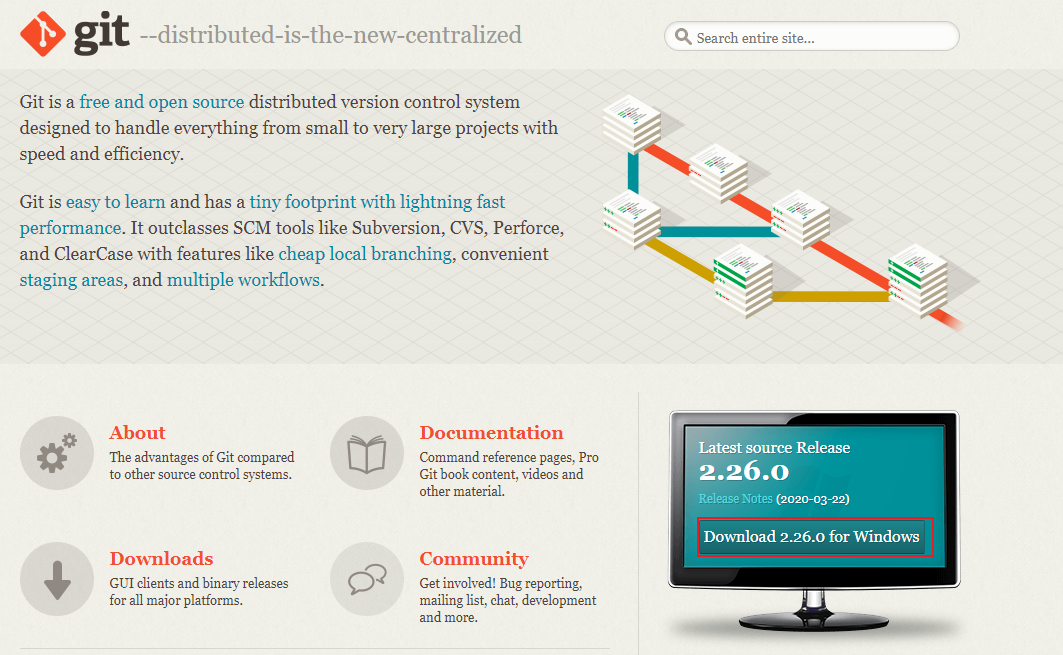 git --distributed-is-the-new-centralized
Search entire site...
Git is a free and open source distributed version control system
designed to handle everything from small to very large projects with
speed and efficiency.
Git is easy to learn and has a tiny footprint with lightning fast
performance. It outclasses SCM tools like Subversion, CVS, Perforce,
and ClearCase with features like cheap local branching, convenient
staging areas, and multiple workflows.
About
The advantages of Git compared
to other source control systems.
Documentation
Command reference pages, Pro
Git book content, videos and
other material.
Downloads
GUI clients and binary releases
for all major platforms.
Community
Get involved! Bug reporting,
mailing list, chat, development
and more.
Latest source Release
2.26.0
Release Notes (2020-03-22)
Download 2.26.0 for Windows